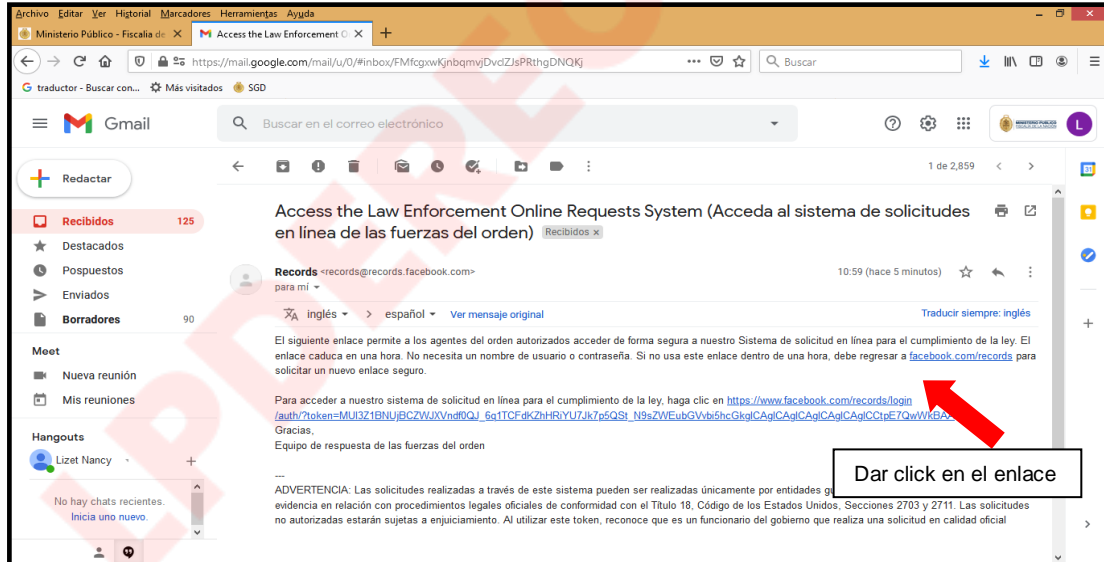 Archivo Editar Ver Historial Marcadores Herramientas Ayuda
Ministerio Público - Fiscalia de
Access the Law Enforcement O
https://mail.google.com/mail/u/0/#inbox/FMfcgxwKjnbqmvjDvclZJsPRthgDNQKj
Buscar
traductor - Buscar con... Más visitados SGD
Gmail
Buscar en el correo electrónico
L
Redactar
1 de 2,859
31
Recibidos 125
Destacados
Pospuestos
Enviados
Borradores 90
Meet
Nueva reunión
Mis reuniones
Hangouts
Lizet Nancy
No hay chats recientes.
Inicia uno nuevo.
Access the Law Enforcement Online Requests System (Acceda al sistema de solicitudes
en línea de las fuerzas del orden) Recibidos x
Records <records@records.facebook.com>
10:59 (hace 5 minutos)
para mí
inglés > español Ver mensaje original
Traducir siempre: inglés
El siguiente enlace permite a los agentes del orden autorizados acceder de forma segura a nuestro Sistema de solicitud en línea para el cumplimiento de la ley. El
enlace caduca en una hora. No necesita un nombre de usuario o contraseña. Si no usa este enlace dentro de una hora, debe regresar a facebook.com/records para
solicitar un nuevo enlace seguro.
Para acceder a nuestro sistema de solicitud en línea para el cumplimiento de la ley, haga clic en https://www.facebook.com/records/login
/auth/?token=MUI3Z1BNUjBCZWJXVndf0QJ_6q1TCFdKZhHRiYU7Jk7p5QSt_N9sZWEubGVvbi5hcGkglCAglCAglCAglCAglCAglCCtpE7QwWkBA
Gracias,
Equipo de respuesta de las fuerzas del orden
---
ADVERTENCIA: Las solicitudes realizadas a través de este sistema pueden ser realizadas únicamente por entidades gu
evidencia en relación con procedimientos legales oficiales de conformidad con el Título 18, Código de los Estados Unidos, Secciones 2703 y 2711. Las solicitudes
no autorizadas estarán sujetas a enjuiciamiento. Al utilizar este token, reconoce que es un funcionario del gobierno que realiza una solicitud en calidad oficial
Dar click en el enlace
LPDEREC